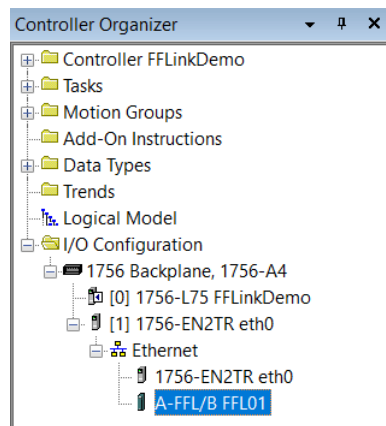 Controller Organizer
Controller FFLinkDemo
Tasks
Motion Groups
Add-On Instructions
Data Types
Trends
Logical Model
I/O Configuration
1756 Backplane, 1756-A4
[0] 1756-L75 FFLinkDemo
[1] 1756-EN2TR eth0
Ethernet
1756-EN2TR eth0
A-FFL/B FFL01